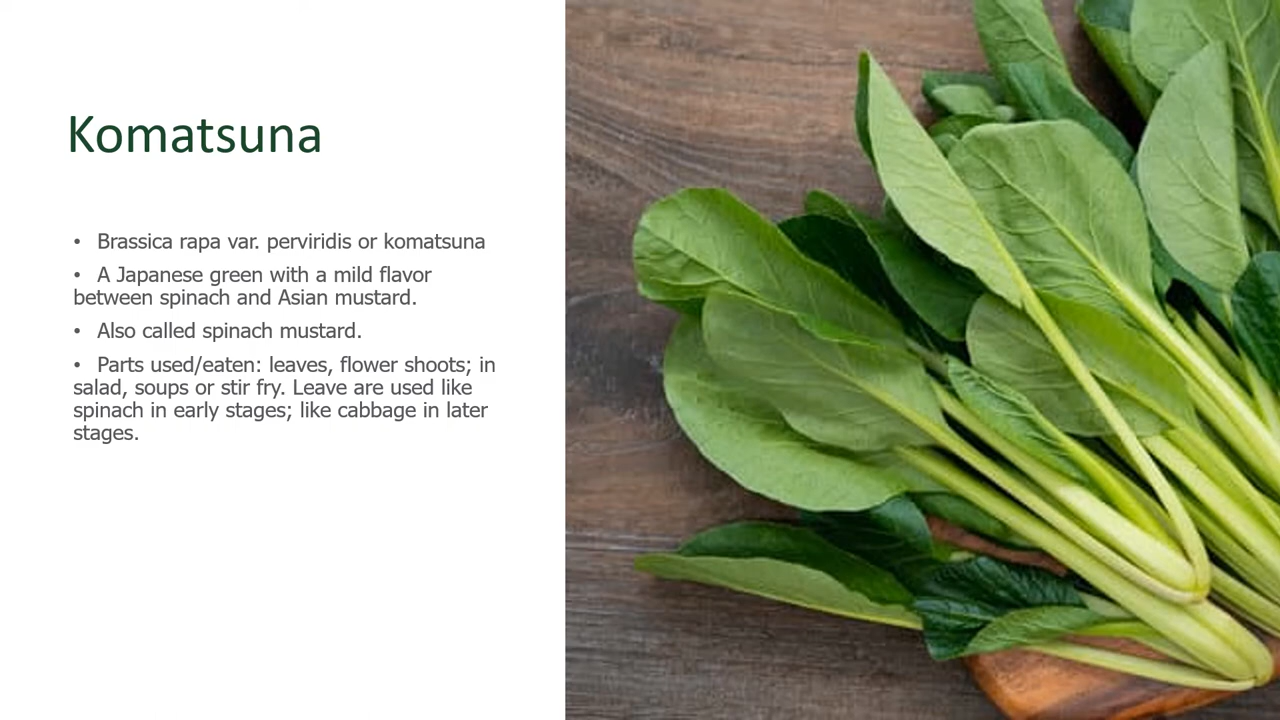 Komatsuna
• Brassica rapa var. perviridis or komatsuna
• A Japanese green with a mild flavor
between spinach and Asian mustard.
• Also called spinach mustard.
• Parts used/eaten: leaves, flower shoots; in
salad, soups or stir fry. Leave are used like
spinach in early stages; like cabbage in later
stages.